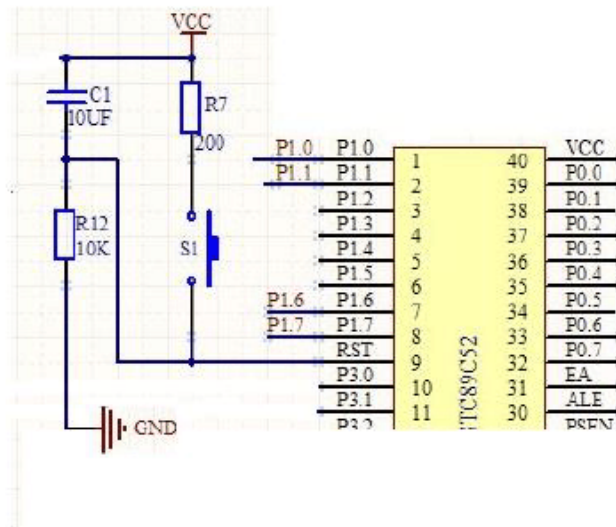 VCC
C1
10UF
R7
200
R12
10K
S1
GND
P1.0 P1.0 1 40 VCC
P1.1 P1.1 2 39 P0.0
P1.2 3 38 P0.1
P1.3 4 37 P0.2
P1.4 5 36 P0.3
P1.5 6 35 P0.4
P1.6 P1.6 7 34 P0.5
P1.7 P1.7 8 33 P0.6
RST 9 32 P0.7
P3.0 10 31 EA
P3.1 11 30 ALE
P3.2 PSEN
STC89C52